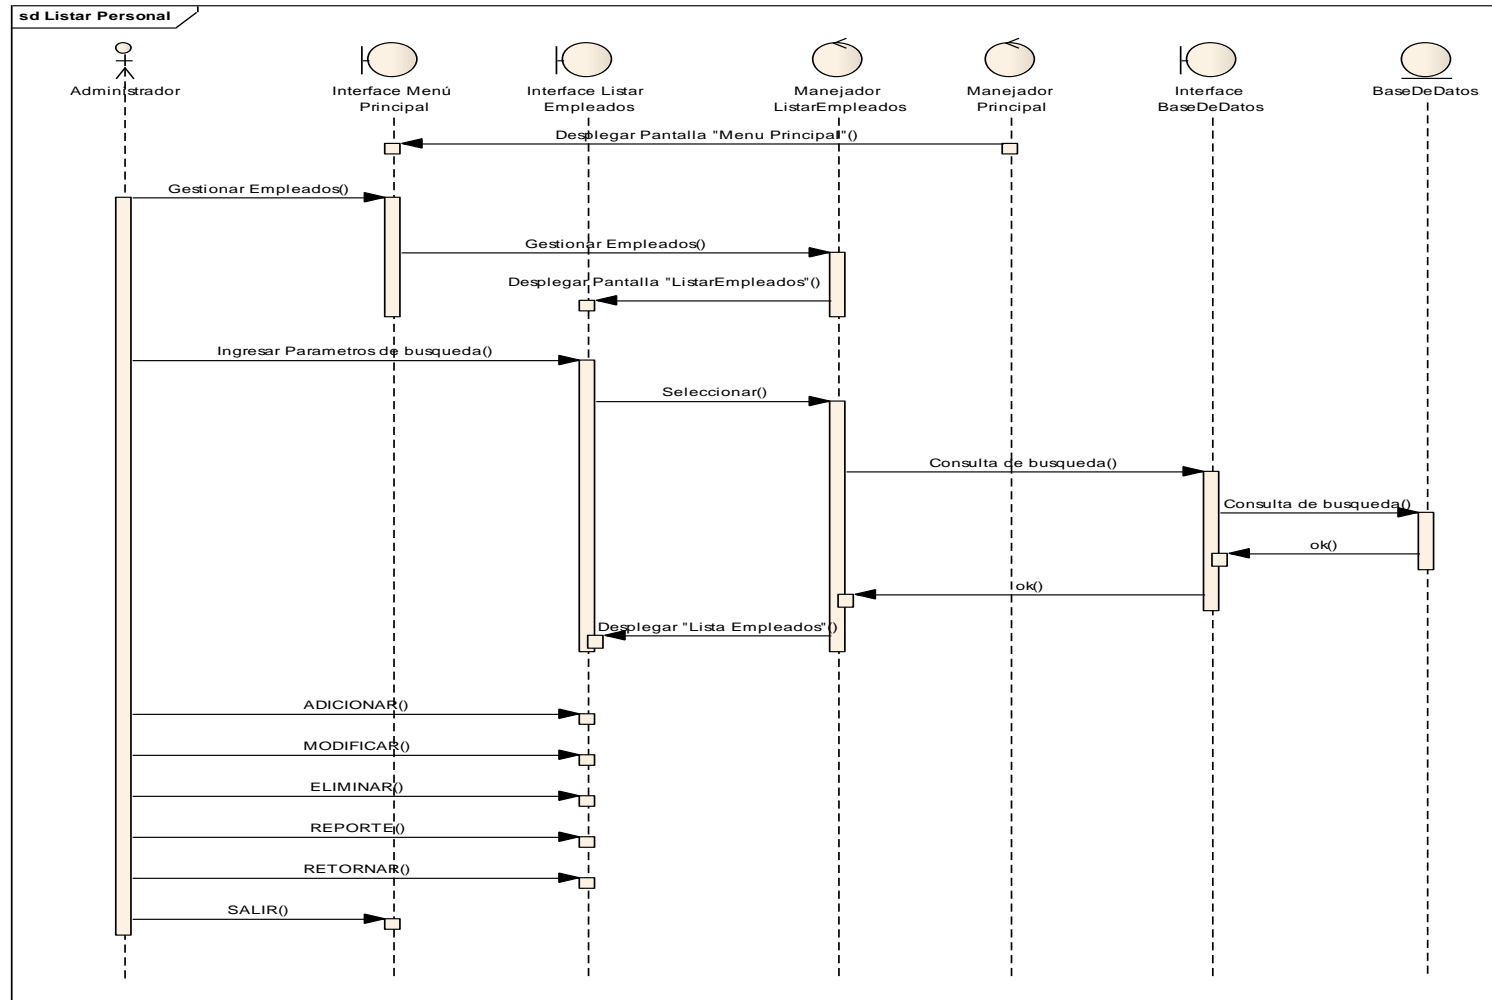 sd Listar Personal
Administrador
Interface Menú
Principal
Interface Listar
Empleados
Manejador
ListarEmpleados
Manejador
Principal
Interface
BaseDeDatos
BaseDeDatos
Desplegar Pantalla "Menu Principal"()
Gestionar Empleados()
Gestionar Empleados()
Desplegar Pantalla "ListarEmpleados"()
Ingresar Parametros de busqueda()
Seleccionar()
Consulta de busqueda()
Consulta de busqueda()
ok()
ok()
Desplegar "Lista Empleados"()
ADICIONAR()
MODIFICAR()
ELIMINAR()
REPORTE()
RETORNAR()
SALIR()